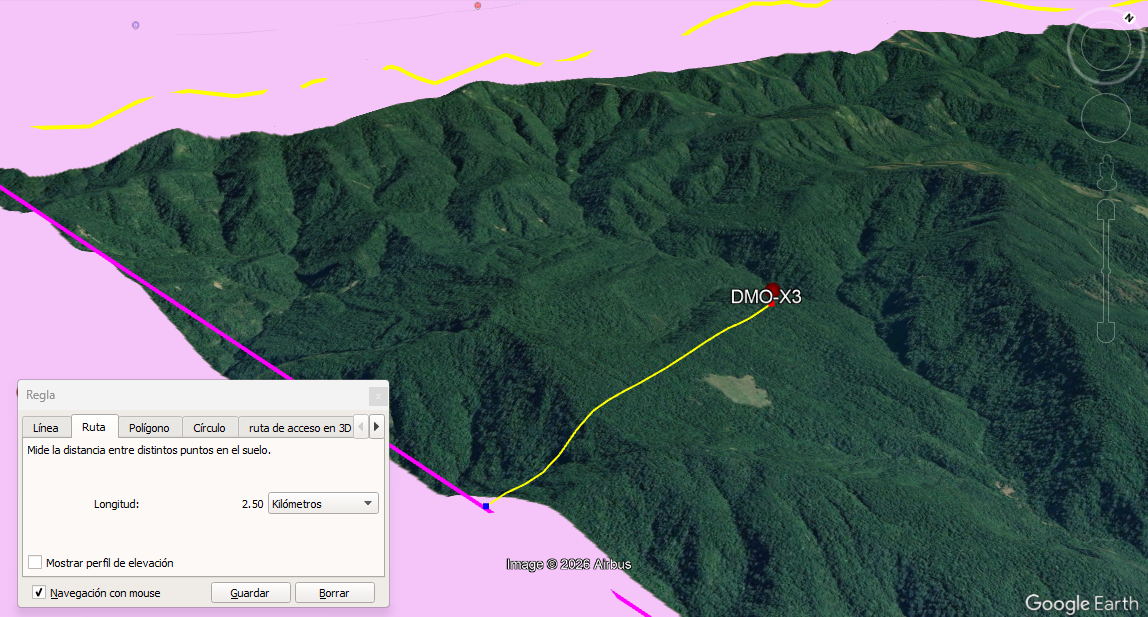 N
DMO-X3
Regla
Línea
Ruta
Polígono
Círculo
ruta de acceso en 3D
Mide la distancia entre distintos puntos en el suelo.
Longitud:
2.50
Kilómetros
Mostrar perfil de elevación
Navegación con mouse
Guardar
Borrar
Image © 2026 Airbus
Google Earth